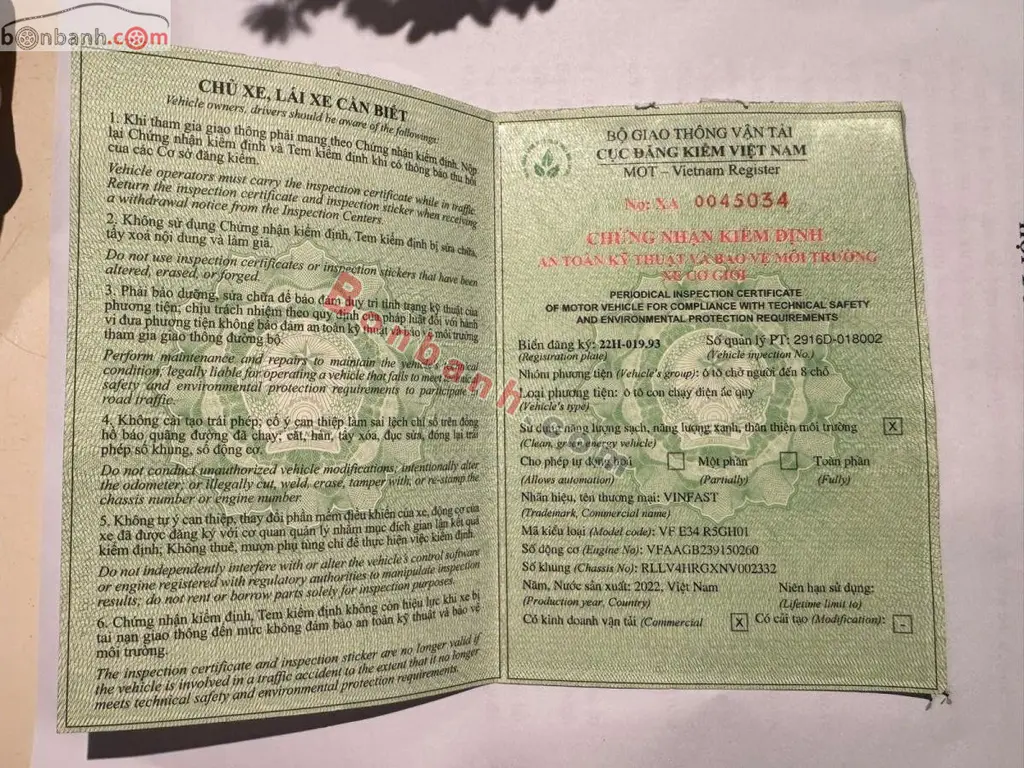 bonbanh.com
CHỦ XE, LÁI XE CẦN BIẾT
Vehicle owners, drivers should be aware of the following:
1. Khi tham gia giao thông phải mang theo Chứng nhận kiểm định. Nộp
lại Chứng nhận kiểm định và Tem kiểm định khi có thông báo thu hồi
của các Cơ sở đăng kiểm.
Vehicle operators must carry the inspection certificate while in traffic.
Return the inspection certificate and inspection sticker when receiving
a withdrawal notice from the Inspection Centers.
2. Không sử dụng Chứng nhận kiểm định, Tem kiểm định bị sửa chữa,
tẩy xoá nội dung và làm giả.
Do not use inspection certificates or inspection stickers that have been
altered, erased, or forged.
3. Phải bảo dưỡng, sửa chữa để bảo đảm duy trì tình trạng kỹ thuật của
phương tiện; chịu trách nhiệm theo quy định của pháp luật đối với hành
vi đưa phương tiện không bảo đảm an toàn kỹ thuật và bảo vệ môi trường
tham gia giao thông đường bộ.
Perform maintenance and repairs to maintain the vehicle's technical
condition; legally liable for operating a vehicle that fails to meet technical
safety and environmental protection requirements to participate in
road traffic.
4. Không cải tạo trái phép; cố ý can thiệp làm sai lệch chỉ số trên đồng
hồ báo quãng đường đã chạy; cắt, hàn, tẩy xóa, đục sửa, đóng lại trái
phép số khung, số động cơ.
Do not conduct unauthorized vehicle modifications; intentionally alter
the odometer; or illegally cut, weld, erase, tamper with, or re-stamp the
chassis number or engine number.
5. Không tự ý can thiệp, thay đổi phần mềm điều khiển của xe, động cơ của
xe đã được đăng ký với cơ quan quản lý nhằm mục đích gian lận kết quả
kiểm định; Không thuê, mượn phụ tùng chỉ để thực hiện việc kiểm định.
Do not independently interfere with or alter the vehicle's control software
or engine registered with regulatory authorities to manipulate inspection
results; do not rent or borrow parts solely for inspection purposes.
6. Chứng nhận kiểm định, Tem kiểm định không còn hiệu lực khi xe bị
tai nạn giao thông đến mức không đảm bảo an toàn kỹ thuật và bảo vệ
môi trường.
The inspection certificate and inspection sticker are no longer valid if
the vehicle is involved in a traffic accident to the extent that it no longer
meets technical safety and environmental protection requirements.
BỘ GIAO THÔNG VẬN TẢI
CỤC ĐĂNG KIỂM VIỆT NAM
MOT – Vietnam Register
No: XA 0045034
CHỨNG NHẬN KIỂM ĐỊNH
AN TOÀN KỸ THUẬT VÀ BẢO VỆ MÔI TRƯỜNG
XE CƠ GIỚI
PERIODICAL INSPECTION CERTIFICATE
OF MOTOR VEHICLE FOR COMPLIANCE WITH TECHNICAL SAFETY
AND ENVIRONMENTAL PROTECTION REQUIREMENTS
Biển đăng ký: 22H-019.93 Số quản lý PT: 2916D-018002
(Registration plate) (Vehicle inpection No.)
Nhóm phương tiện (Vehicle's group): ô tô chở người đến 8 chỗ
Loại phương tiện: ô tô con chạy điện ắc quy
(Vehicle's type)
Sử dụng năng lượng sạch, năng lượng xanh, thân thiện môi trường X
(Clean, green energy vehicle)
Cho phép tự động hoá Một phần Toàn phần
(Allows automation) (Partially) (Fully)
Nhãn hiệu, tên thương mại: VINFAST
(Trademark, Commercial name)
Mã kiểu loại (Model code): VF E34 R5GH01
Số động cơ (Engine No): VFAAGB239150260
Số khung (Chassis No): RLLV4HRGXNV002332
Năm, Nước sản xuất: 2022, Việt Nam Niên hạn sử dụng:
(Production year, Country) (Lifetime limit to)
Có kinh doanh vận tải (Commercial X Có cải tạo (Modification): -
Bonbanh.com